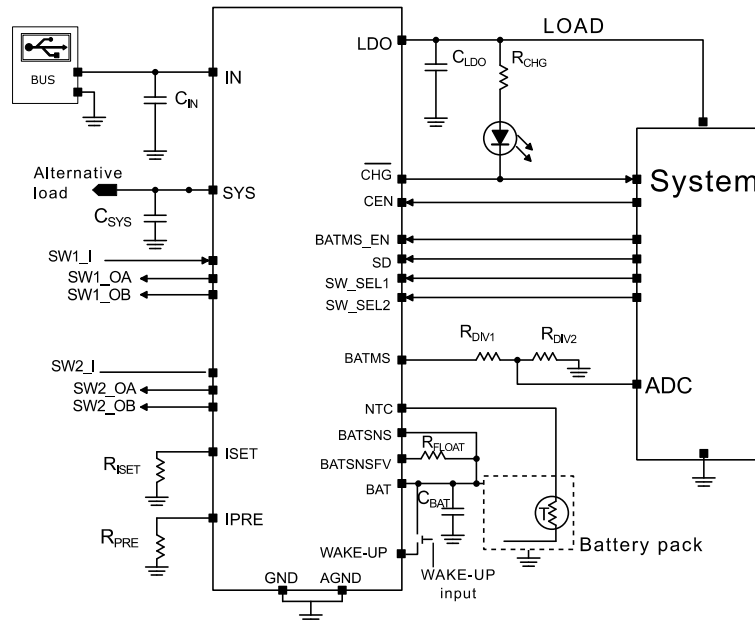 BUS
IN
C_IN
Alternative
load
SYS
C_SYS
SW1_I
SW1_OA
SW1_OB
SW2_I
SW2_OA
SW2_OB
ISET
R_ISET
IPRE
R_PRE
GND AGND
LDO
LOAD
C_LDO
R_CHG
CHG
CEN
BATMS_EN
SD
SW_SEL1
SW_SEL2
BATMS
R_DIV1
R_DIV2
NTC
BATSNS
R_FLOAT
BATSNSFV
BAT
C_BAT
WAKE-UP
WAKE-UP
input
T
Battery pack
System
ADC